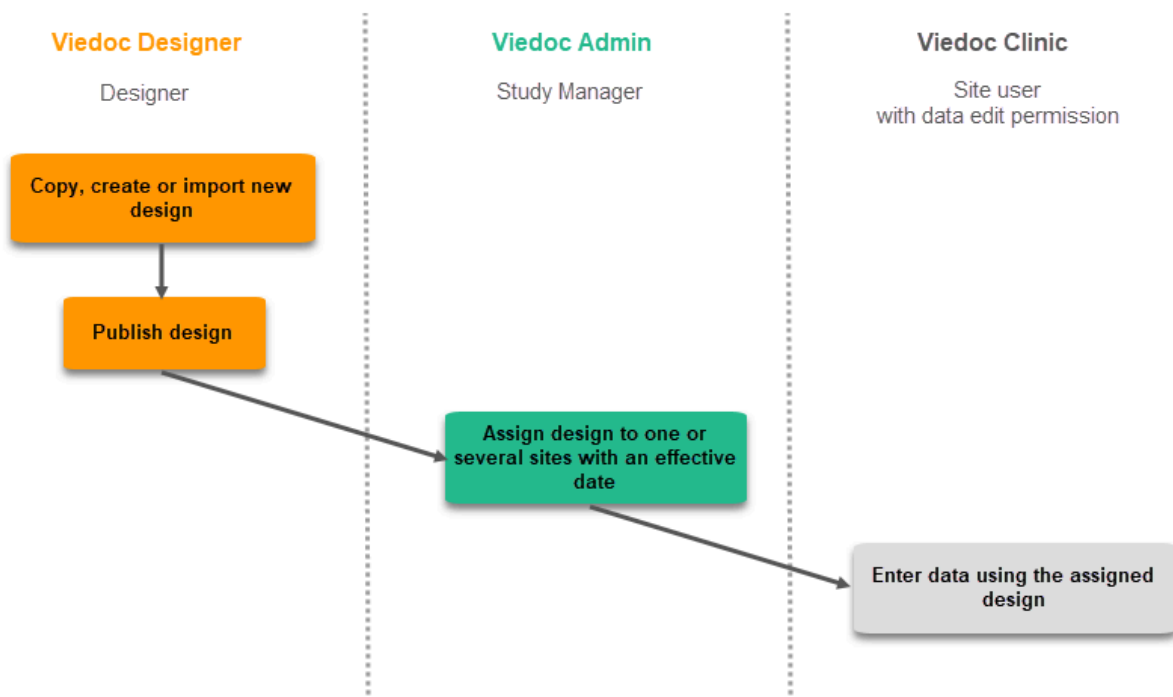 Viedoc Designer
Viedoc Admin
Viedoc Clinic
Designer
Study Manager
Site user
with data edit permission
Copy, create or import new
design
Publish design
Assign design to one or
several sites with an effective
date
Enter data using the assigned
design